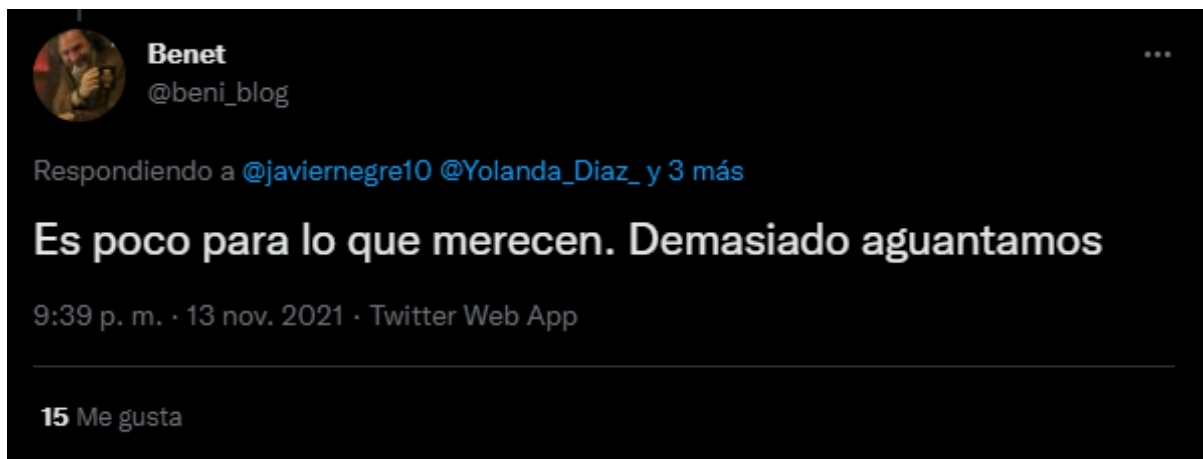 Benet
@beni_blog
Respondiendo a @javiernegre10 @Yolanda_Diaz_ y 3 más
Es poco para lo que merecen. Demasiado aguantamos
9:39 p. m. · 13 nov. 2021 · Twitter Web App
15 Me gusta